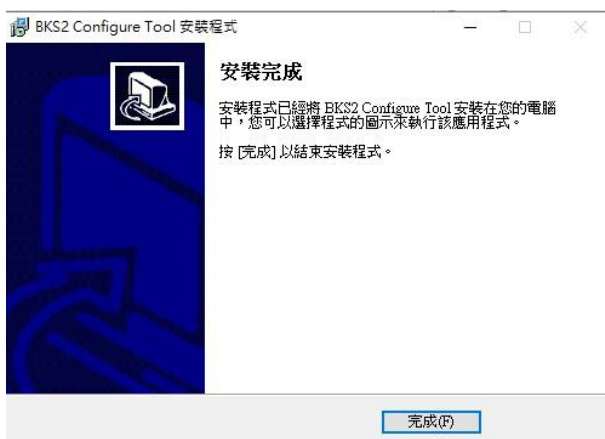 BKS2 Configure Tool 安裝程式
安裝完成
安裝程式已經將 BKS2 Configure Tool 安裝在您的電腦
中，您可以選擇程式的圖示來執行該應用程式。
按 [完成] 以結束安裝程式。
完成(F)